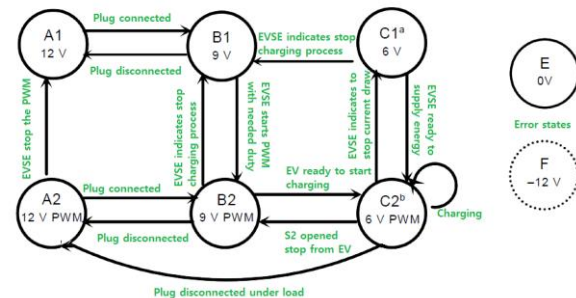 Plug connected
A1
12 V
B1
9 V
C1ᵃ
6 V
EVSE indicates stop
charging process
Plug disconnected
E
0V
Error states
F
–12 V
EVSE stop the PWM
EVSE indicates stop
charging process
EVSE starts PWM
with needed duty
EVSE indicates to
stop current draw
EVSE ready to
supply energy
A2
12 V PWM
Plug connected
Plug disconnected
B2
9 V PWM
EV ready to start
charging
S2 opened
stop from EV
C2ᵇ
6 V PWM
Charging
Plug disconnected under load